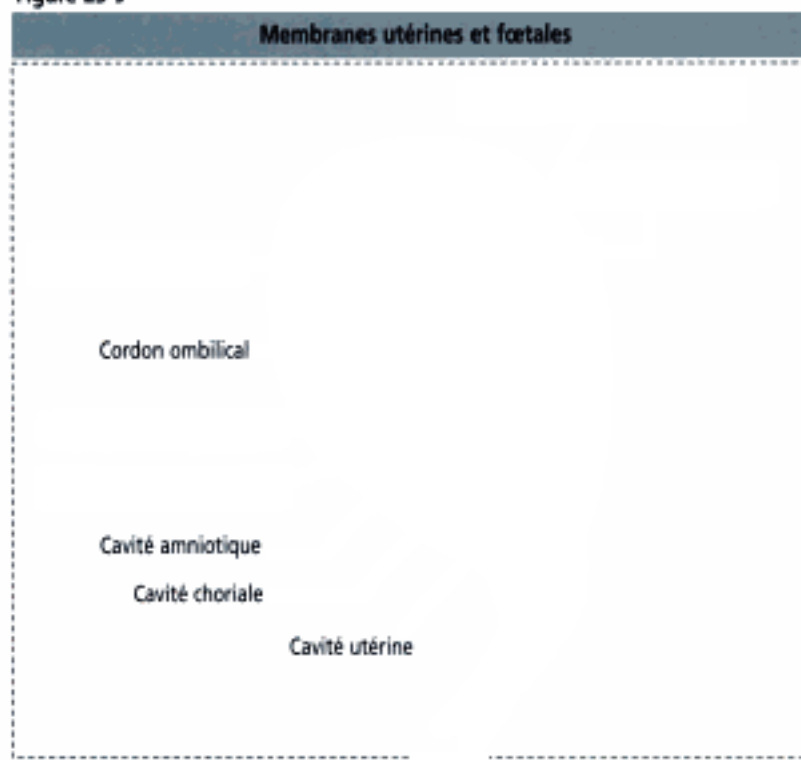 Membranes utérines et fœtales
Cordon ombilical
Cavité amniotique
Cavité choriale
Cavité utérine